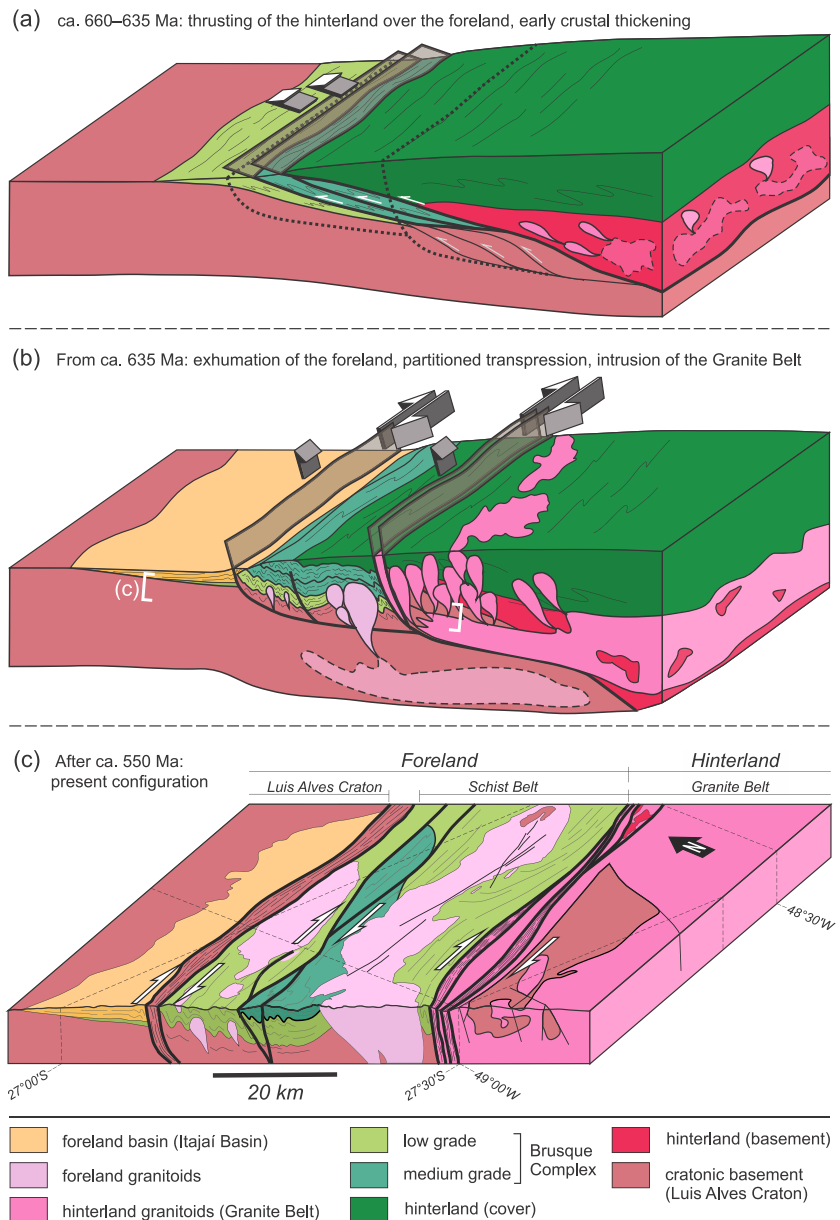 (a) ca. 660–635 Ma: thrusting of the hinterland over the foreland, early crustal thickening
(b) From ca. 635 Ma: exhumation of the foreland, partitioned transpression, intrusion of the Granite Belt
(c)
(c) After ca. 550 Ma:
present configuration
Foreland
Hinterland
Luis Alves Craton
Schist Belt
Granite Belt
N
48°30'W
27°00'S
20 km
27°30'S
49°00'W
foreland basin (Itajaí Basin)
foreland granitoids
hinterland granitoids (Granite Belt)
low grade
medium grade
Brusque
Complex
hinterland (cover)
hinterland (basement)
cratonic basement
(Luis Alves Craton)